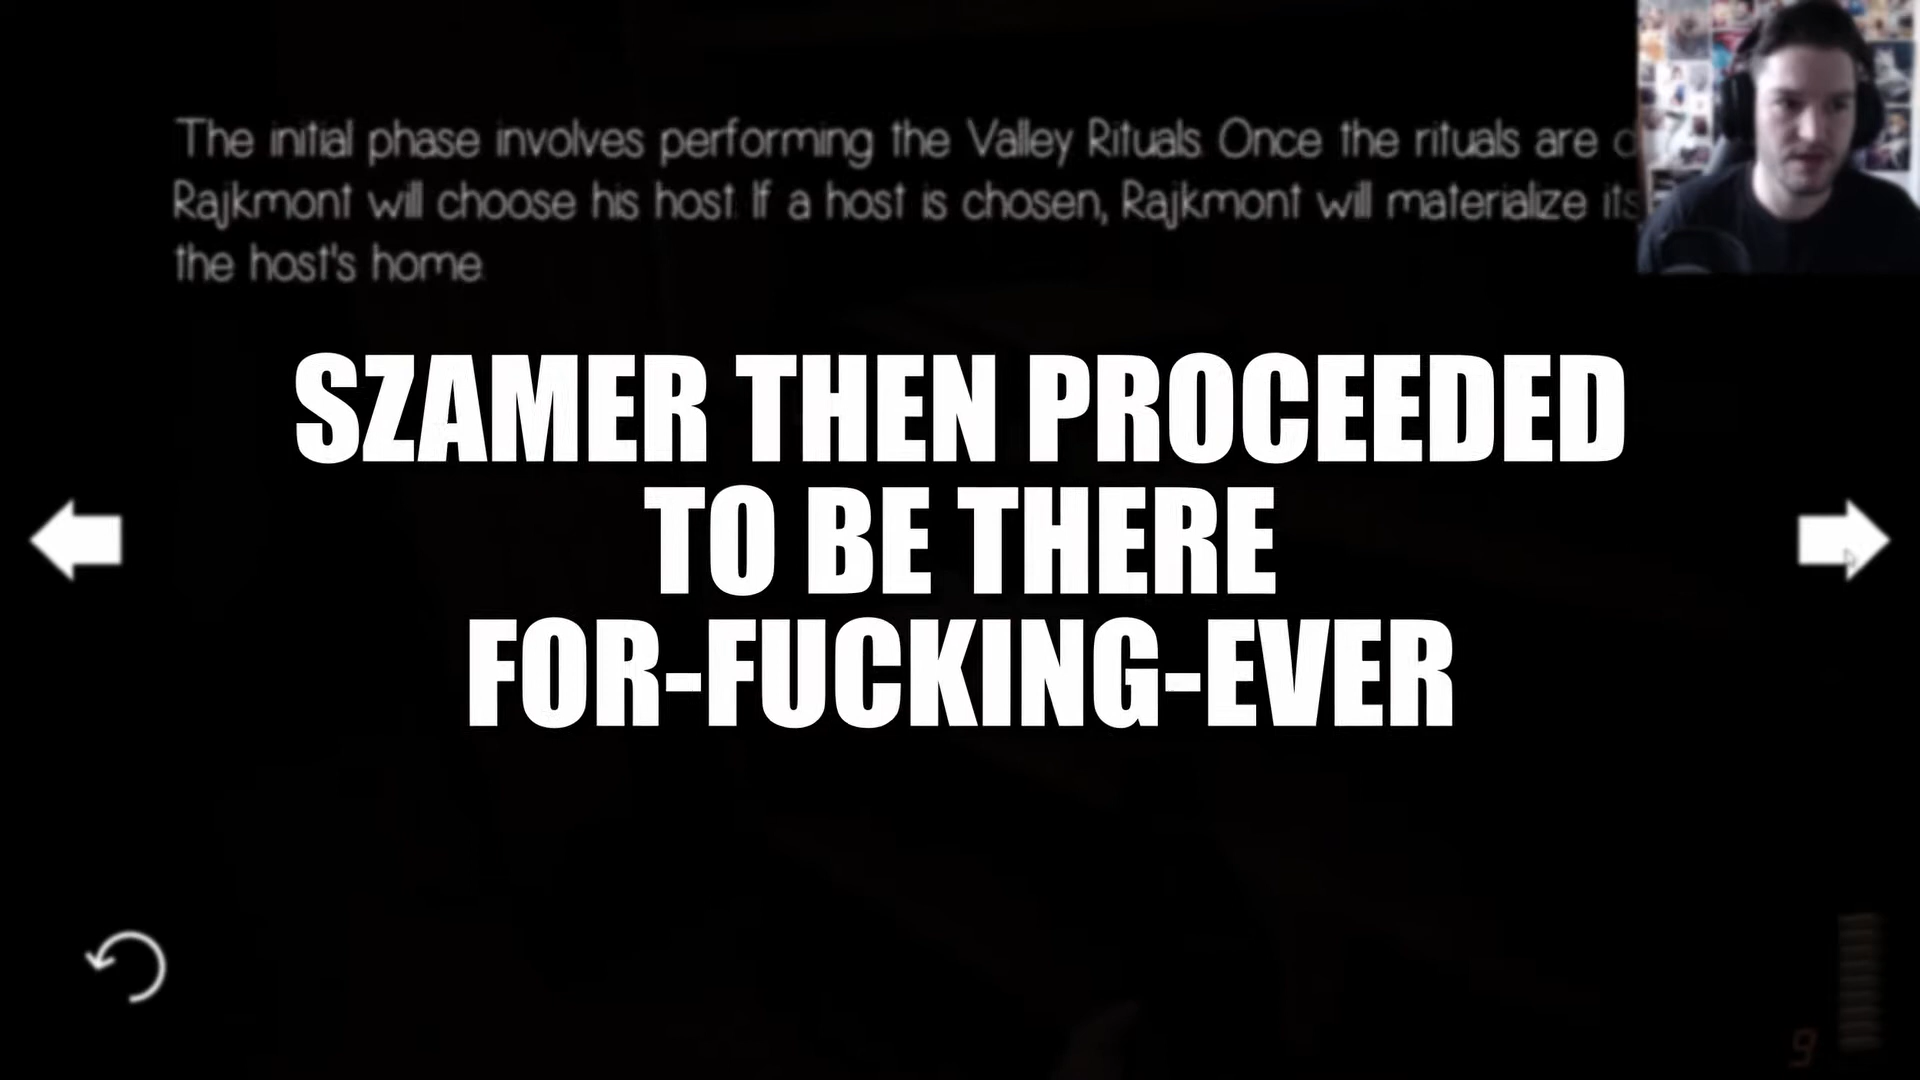 The initial phase involves performing the Valley Rituals. Once the rituals are
Rajkmont will choose his host. If a host is chosen, Rajkmont will materialize
the host's home.
SZAMER THEN PROCEEDED
TO BE THERE
FOR-FUCKING-EVER
9